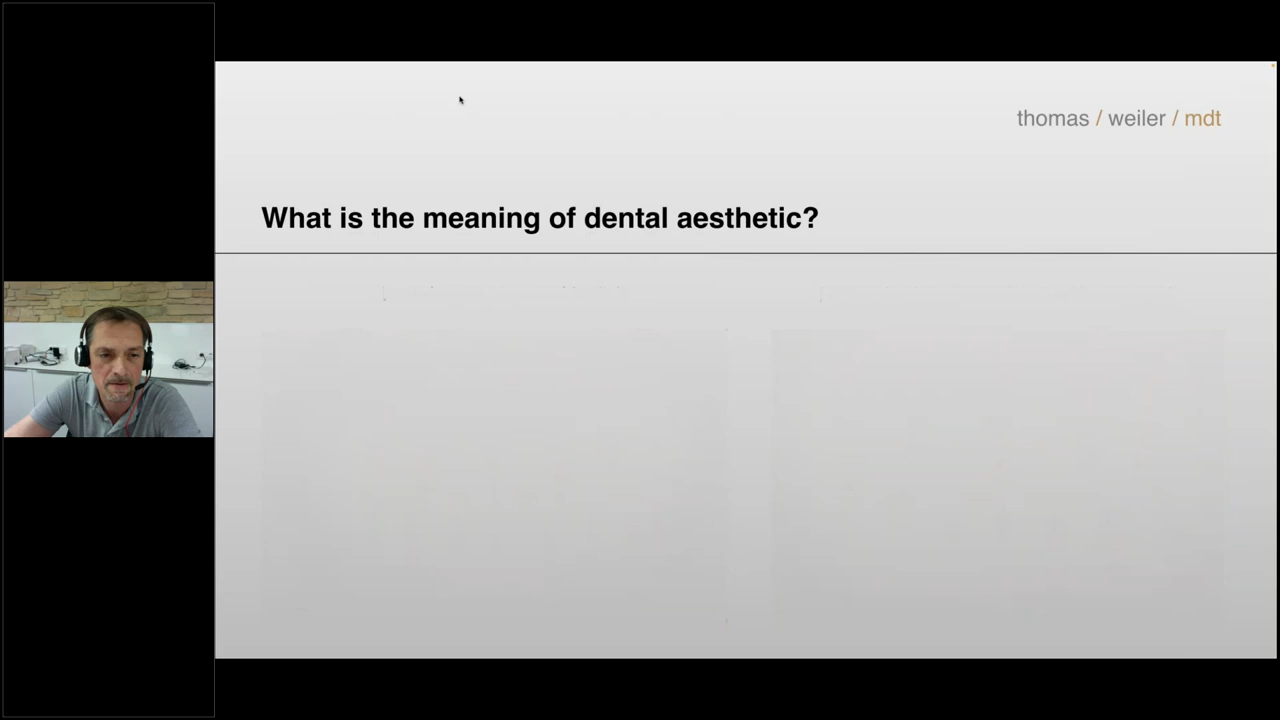 thomas / weiler / mdt
What is the meaning of dental aesthetic?